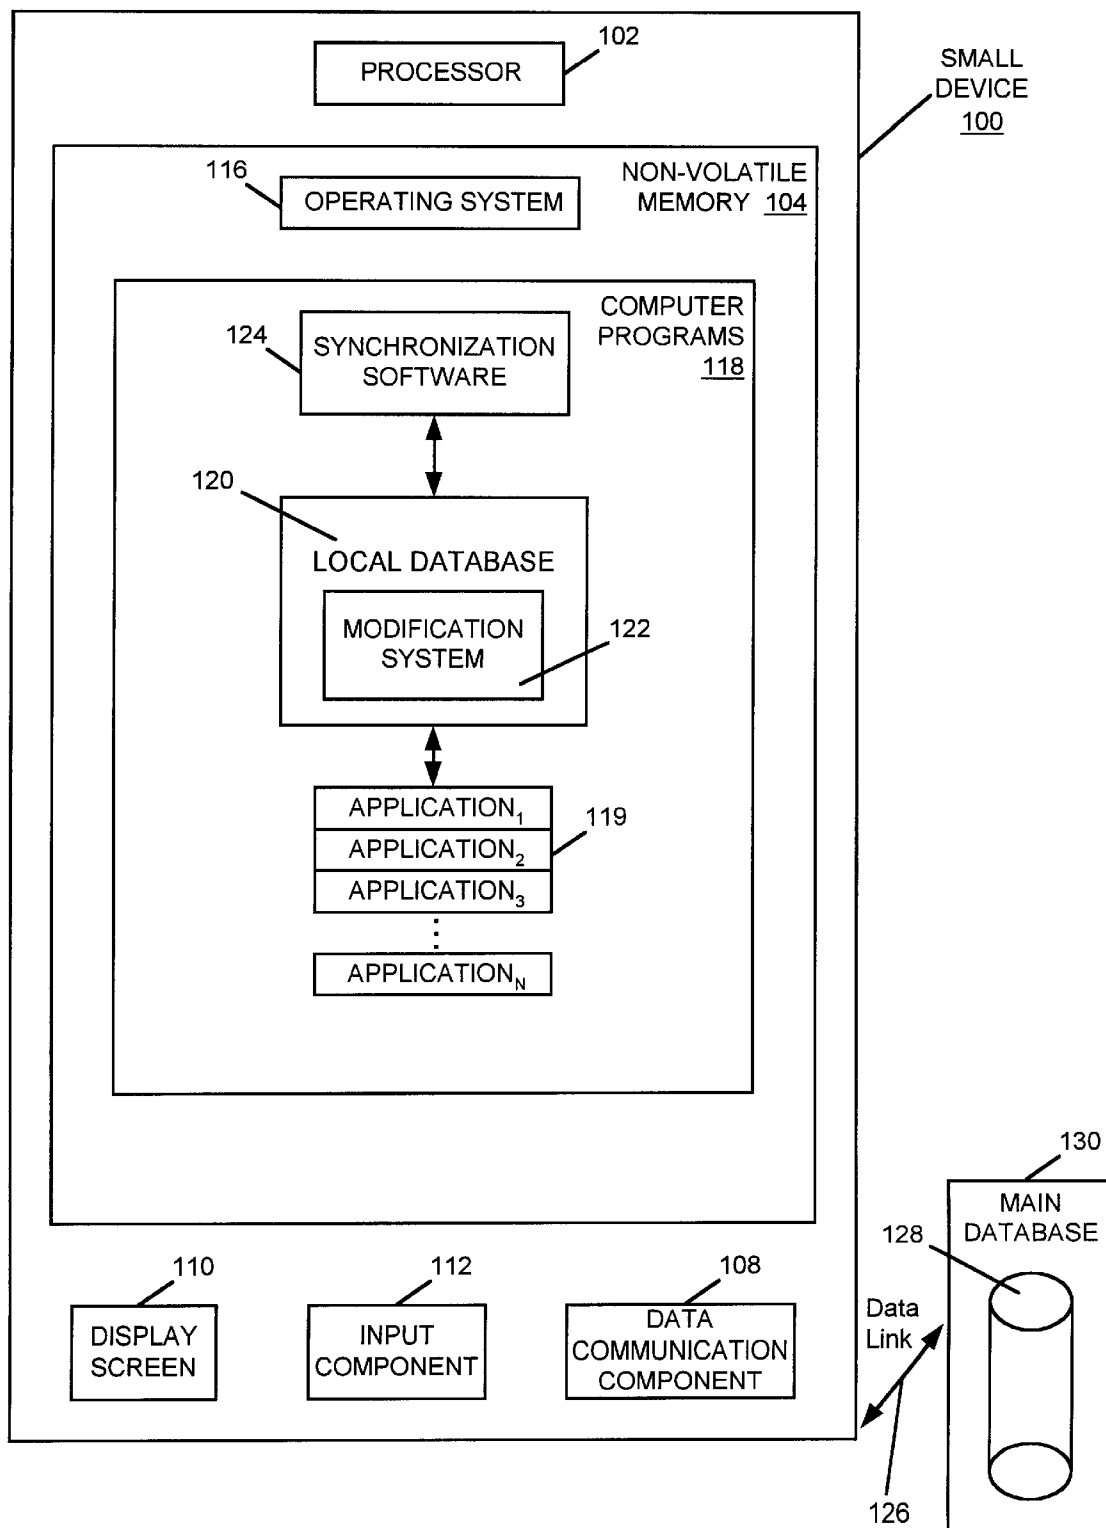 102
PROCESSOR
SMALL
DEVICE
100
116
OPERATING SYSTEM
NON-VOLATILE
MEMORY 104
COMPUTER
PROGRAMS
118
124
SYNCHRONIZATION
SOFTWARE
120
LOCAL DATABASE
MODIFICATION
SYSTEM
122
APPLICATION1
APPLICATION2
119
APPLICATION3
APPLICATIONN
130
MAIN
DATABASE
128
110
112
108
DISPLAY
SCREEN
INPUT
COMPONENT
DATA
COMMUNICATION
COMPONENT
Data
Link
126